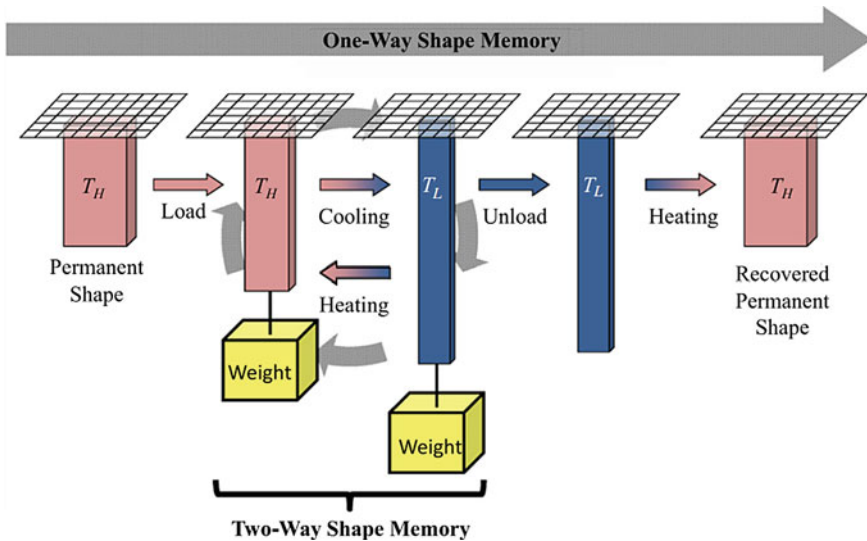 One-Way Shape Memory
T_H
T_H
T_L
T_L
T_H
Load
Cooling
Unload
Heating
Permanent
Shape
Heating
Recovered
Permanent
Shape
Weight
Weight
Two-Way Shape Memory